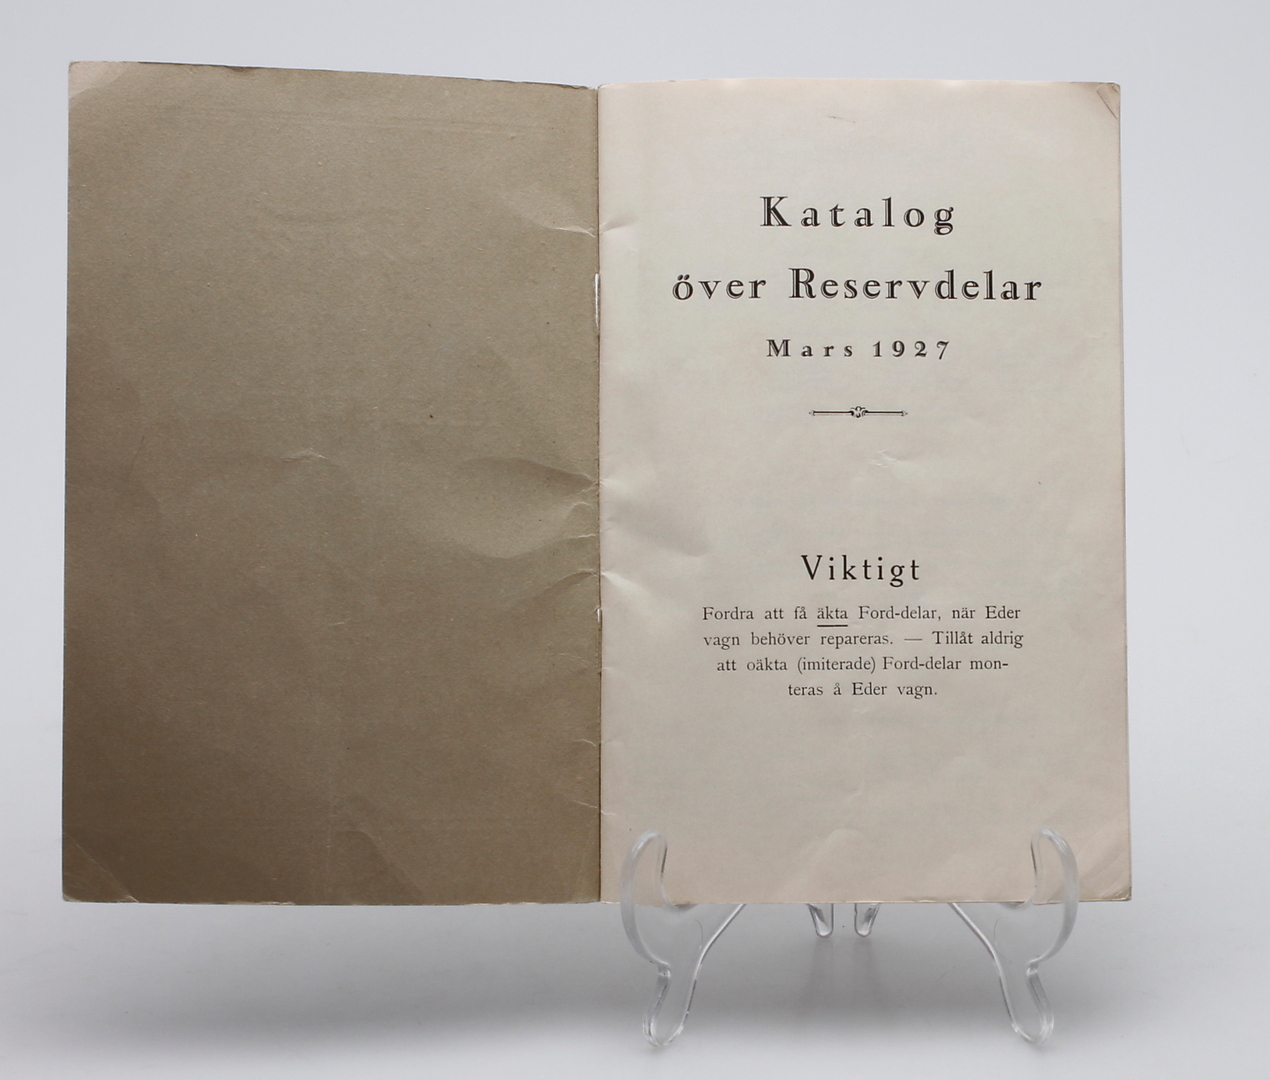 Katalog
över Reservdelar
Mars 1927
Viktigt
Fordra att få äkta Ford-delar, när Eder
vagn behöver repareras. — Tillåt aldrig
att oäkta (imiterade) Ford-delar mon-
teras å Eder vagn.